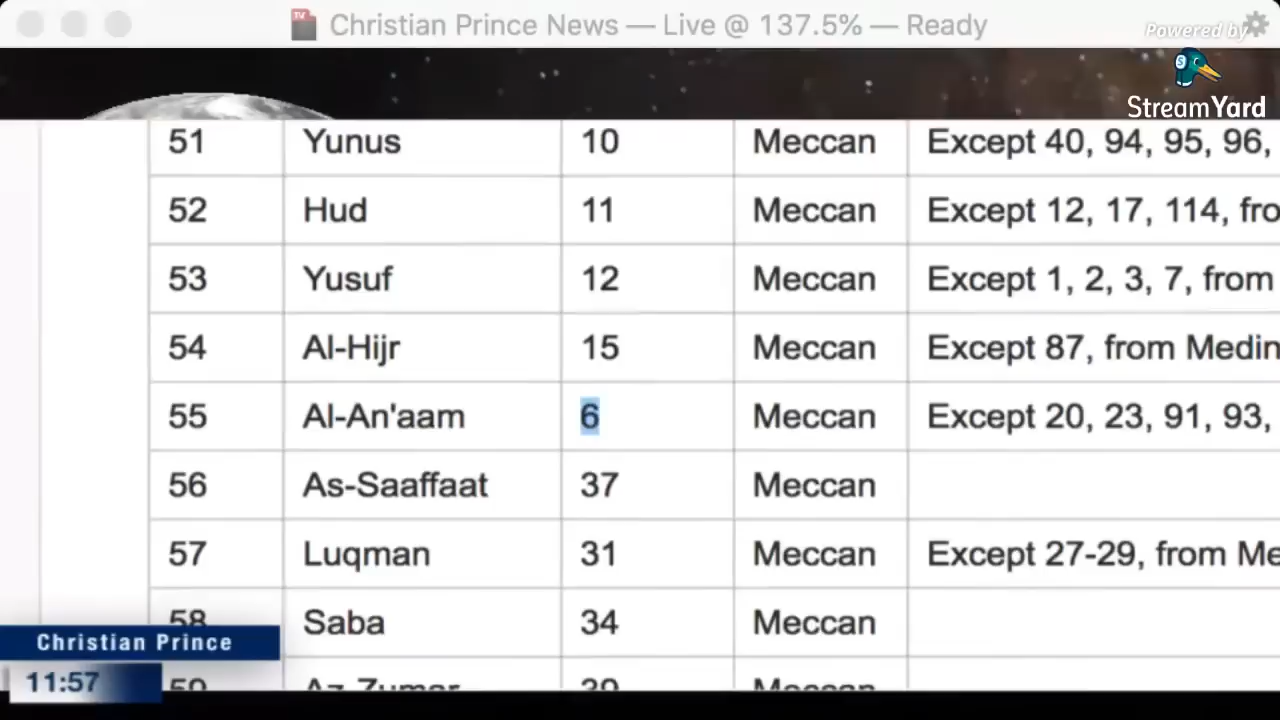 Christian Prince News — Live @ 137.5% — Ready
Powered by
StreamYard
51 Yunus 10 Meccan Except 40, 94, 95, 96,
52 Hud 11 Meccan Except 12, 17, 114, fro
53 Yusuf 12 Meccan Except 1, 2, 3, 7, from
54 Al-Hijr 15 Meccan Except 87, from Medin
55 Al-An'aam 6 Meccan Except 20, 23, 91, 93,
56 As-Saaffaat 37 Meccan
57 Luqman 31 Meccan Except 27-29, from Me
58 Saba 34 Meccan
59 Az-Zumar 39 Meccan
Christian Prince
11:57